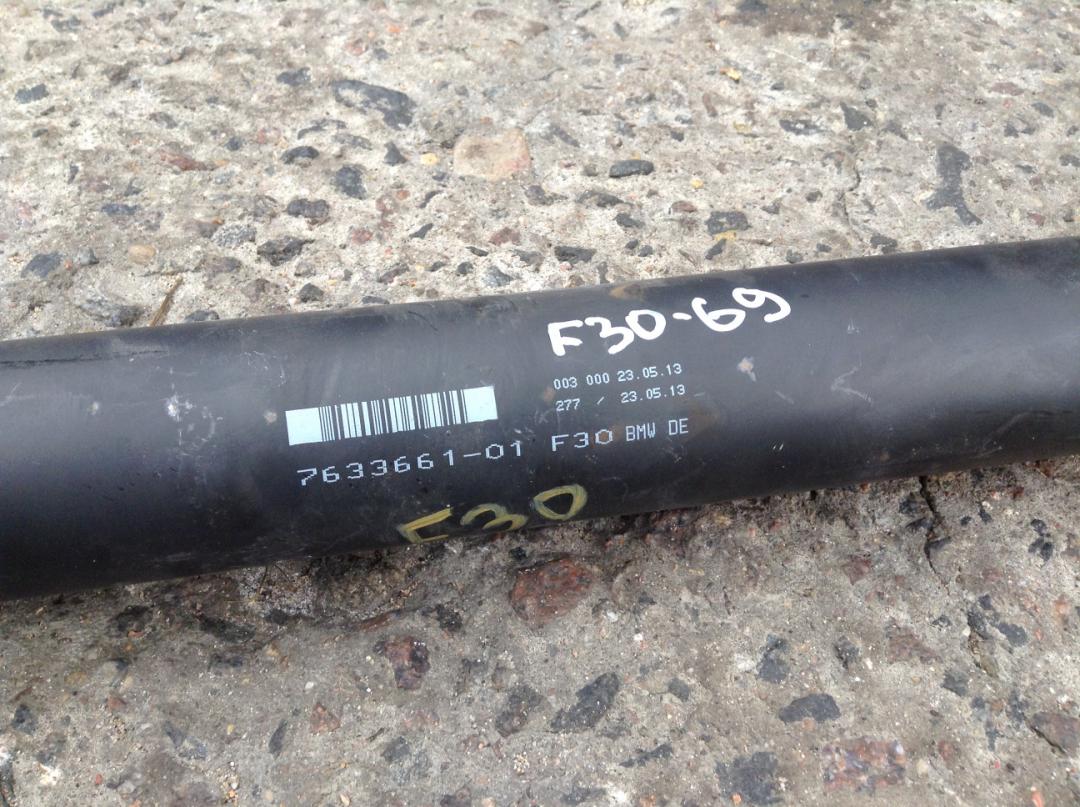 F30-69
003 000 23.05.13
277 / 23.05.13
7633661-01 F30 BMW DE
F30